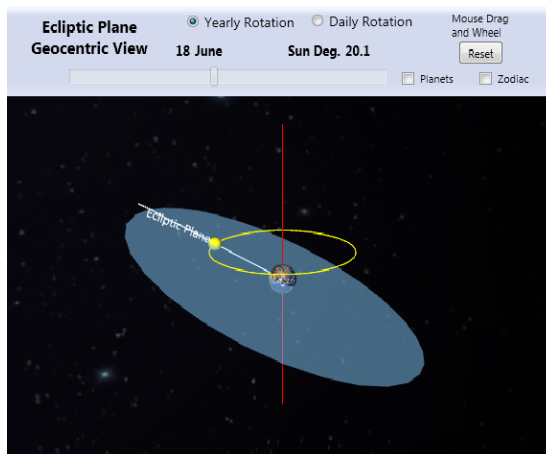 Ecliptic Plane
Geocentric View
Yearly Rotation
Daily Rotation
18 June
Sun Deg. 20.1
Mouse Drag
and Wheel
Reset
Planets
Zodiac
Ecliptic Plane